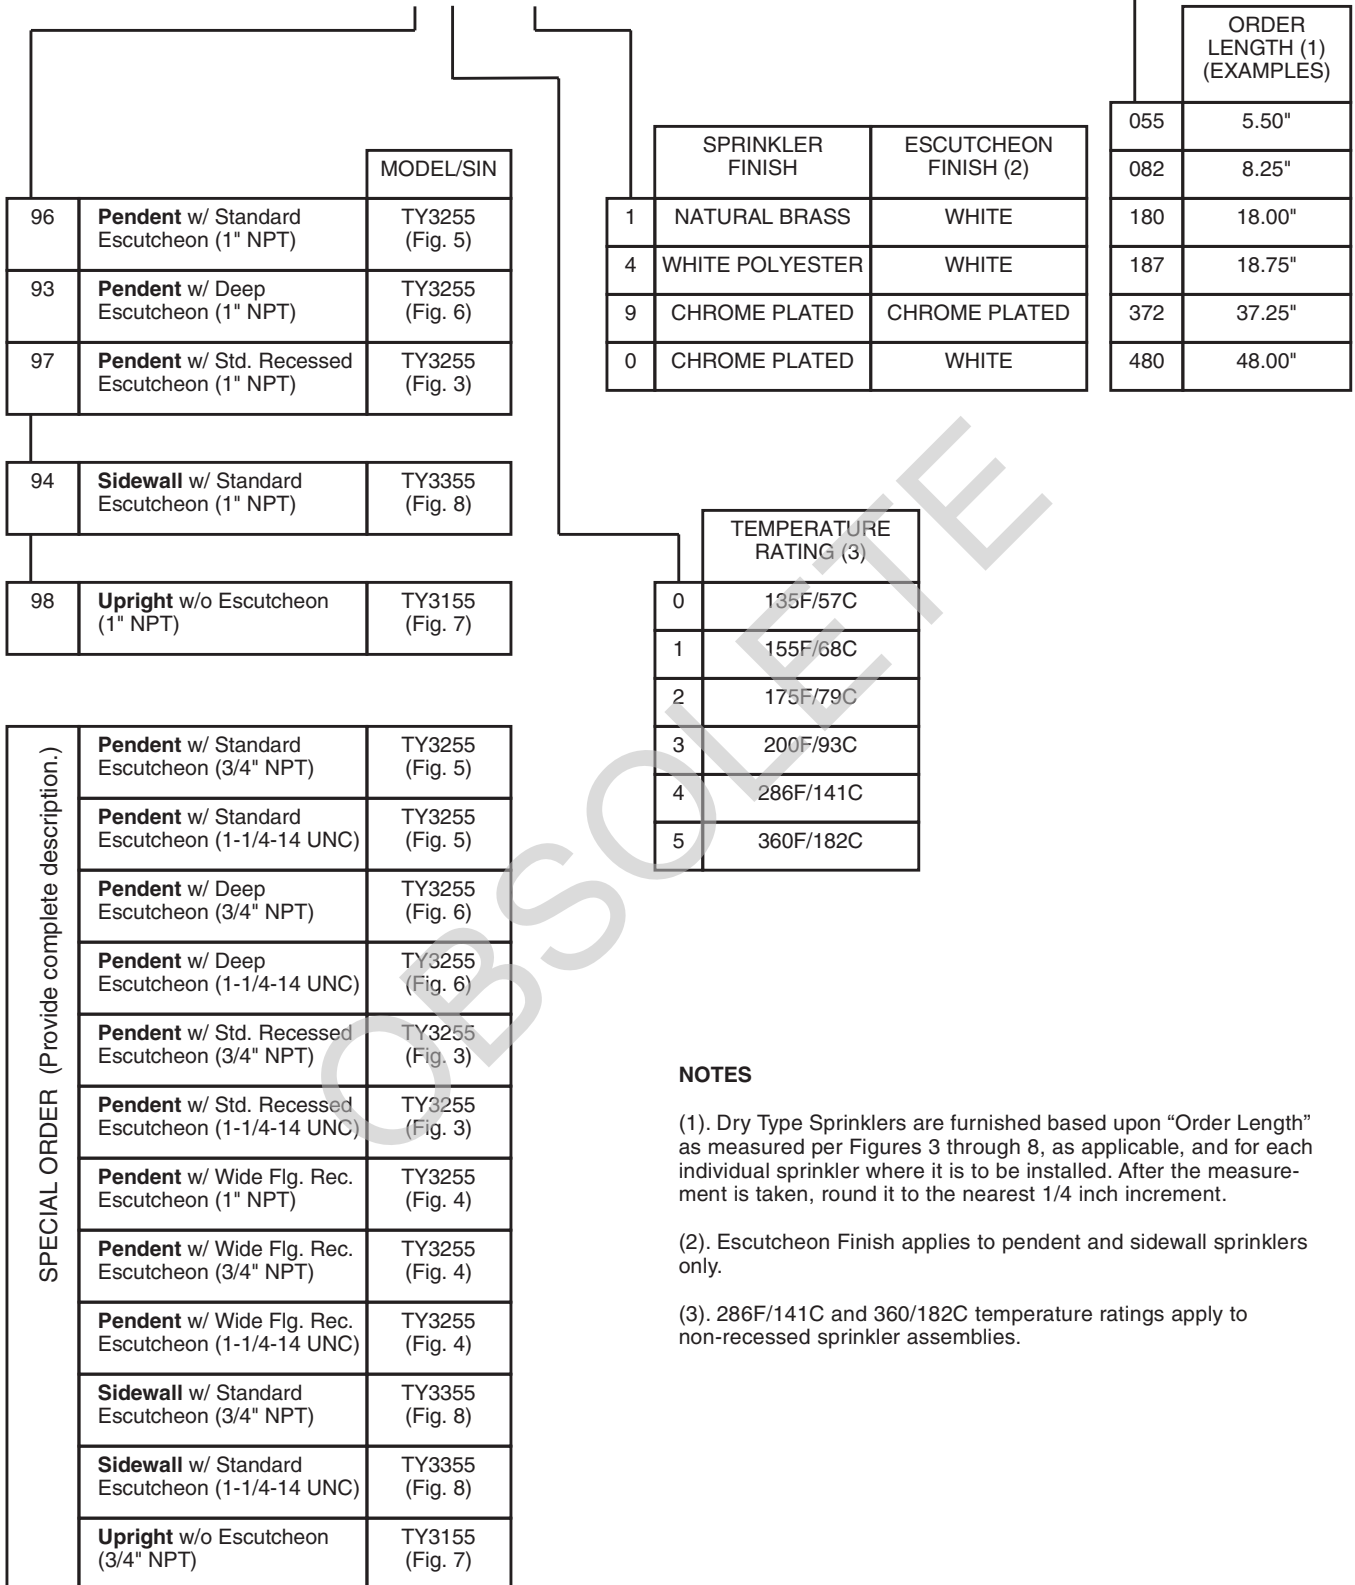 MODEL/SIN
96 Pendent w/ Standard TY3255
Escutcheon (1" NPT) (Fig. 5)
93 Pendent w/ Deep TY3255
Escutcheon (1" NPT) (Fig. 6)
97 Pendent w/ Std. Recessed TY3255
Escutcheon (1" NPT) (Fig. 3)
94 Sidewall w/ Standard TY3355
Escutcheon (1" NPT) (Fig. 8)
98 Upright w/o Escutcheon TY3155
(1" NPT) (Fig. 7)
SPECIAL ORDER (Provide complete description.)
Pendent w/ Standard TY3255
Escutcheon (3/4" NPT) (Fig. 5)
Pendent w/ Standard TY3255
Escutcheon (1-1/4-14 UNC) (Fig. 5)
Pendent w/ Deep TY3255
Escutcheon (3/4" NPT) (Fig. 6)
Pendent w/ Deep TY3255
Escutcheon (1-1/4-14 UNC) (Fig. 6)
Pendent w/ Std. Recessed TY3255
Escutcheon (3/4" NPT) (Fig. 3)
Pendent w/ Std. Recessed TY3255
Escutcheon (1-1/4-14 UNC) (Fig. 3)
Pendent w/ Wide Flg. Rec. TY3255
Escutcheon (1" NPT) (Fig. 4)
Pendent w/ Wide Flg. Rec. TY3255
Escutcheon (3/4" NPT) (Fig. 4)
Pendent w/ Wide Flg. Rec. TY3255
Escutcheon (1-1/4-14 UNC) (Fig. 4)
Sidewall w/ Standard TY3355
Escutcheon (3/4" NPT) (Fig. 8)
Sidewall w/ Standard TY3355
Escutcheon (1-1/4-14 UNC) (Fig. 8)
Upright w/o Escutcheon TY3155
(3/4" NPT) (Fig. 7)
SPRINKLER ESCUTCHEON
FINISH FINISH (2)
1 NATURAL BRASS WHITE
4 WHITE POLYESTER WHITE
9 CHROME PLATED CHROME PLATED
0 CHROME PLATED WHITE
ORDER
LENGTH (1)
(EXAMPLES)
055 5.50"
082 8.25"
180 18.00"
187 18.75"
372 37.25"
480 48.00"
TEMPERATURE
RATING (3)
0 135F/57C
1 155F/68C
2 175F/79C
3 200F/93C
4 286F/141C
5 360F/182C
OBSOLETE
NOTES
(1). Dry Type Sprinklers are furnished based upon “Order Length”
as measured per Figures 3 through 8, as applicable, and for each
individual sprinkler where it is to be installed. After the measure-
ment is taken, round it to the nearest 1/4 inch increment.
(2). Escutcheon Finish applies to pendent and sidewall sprinklers
only.
(3). 286F/141C and 360/182C temperature ratings apply to
non-recessed sprinkler assemblies.